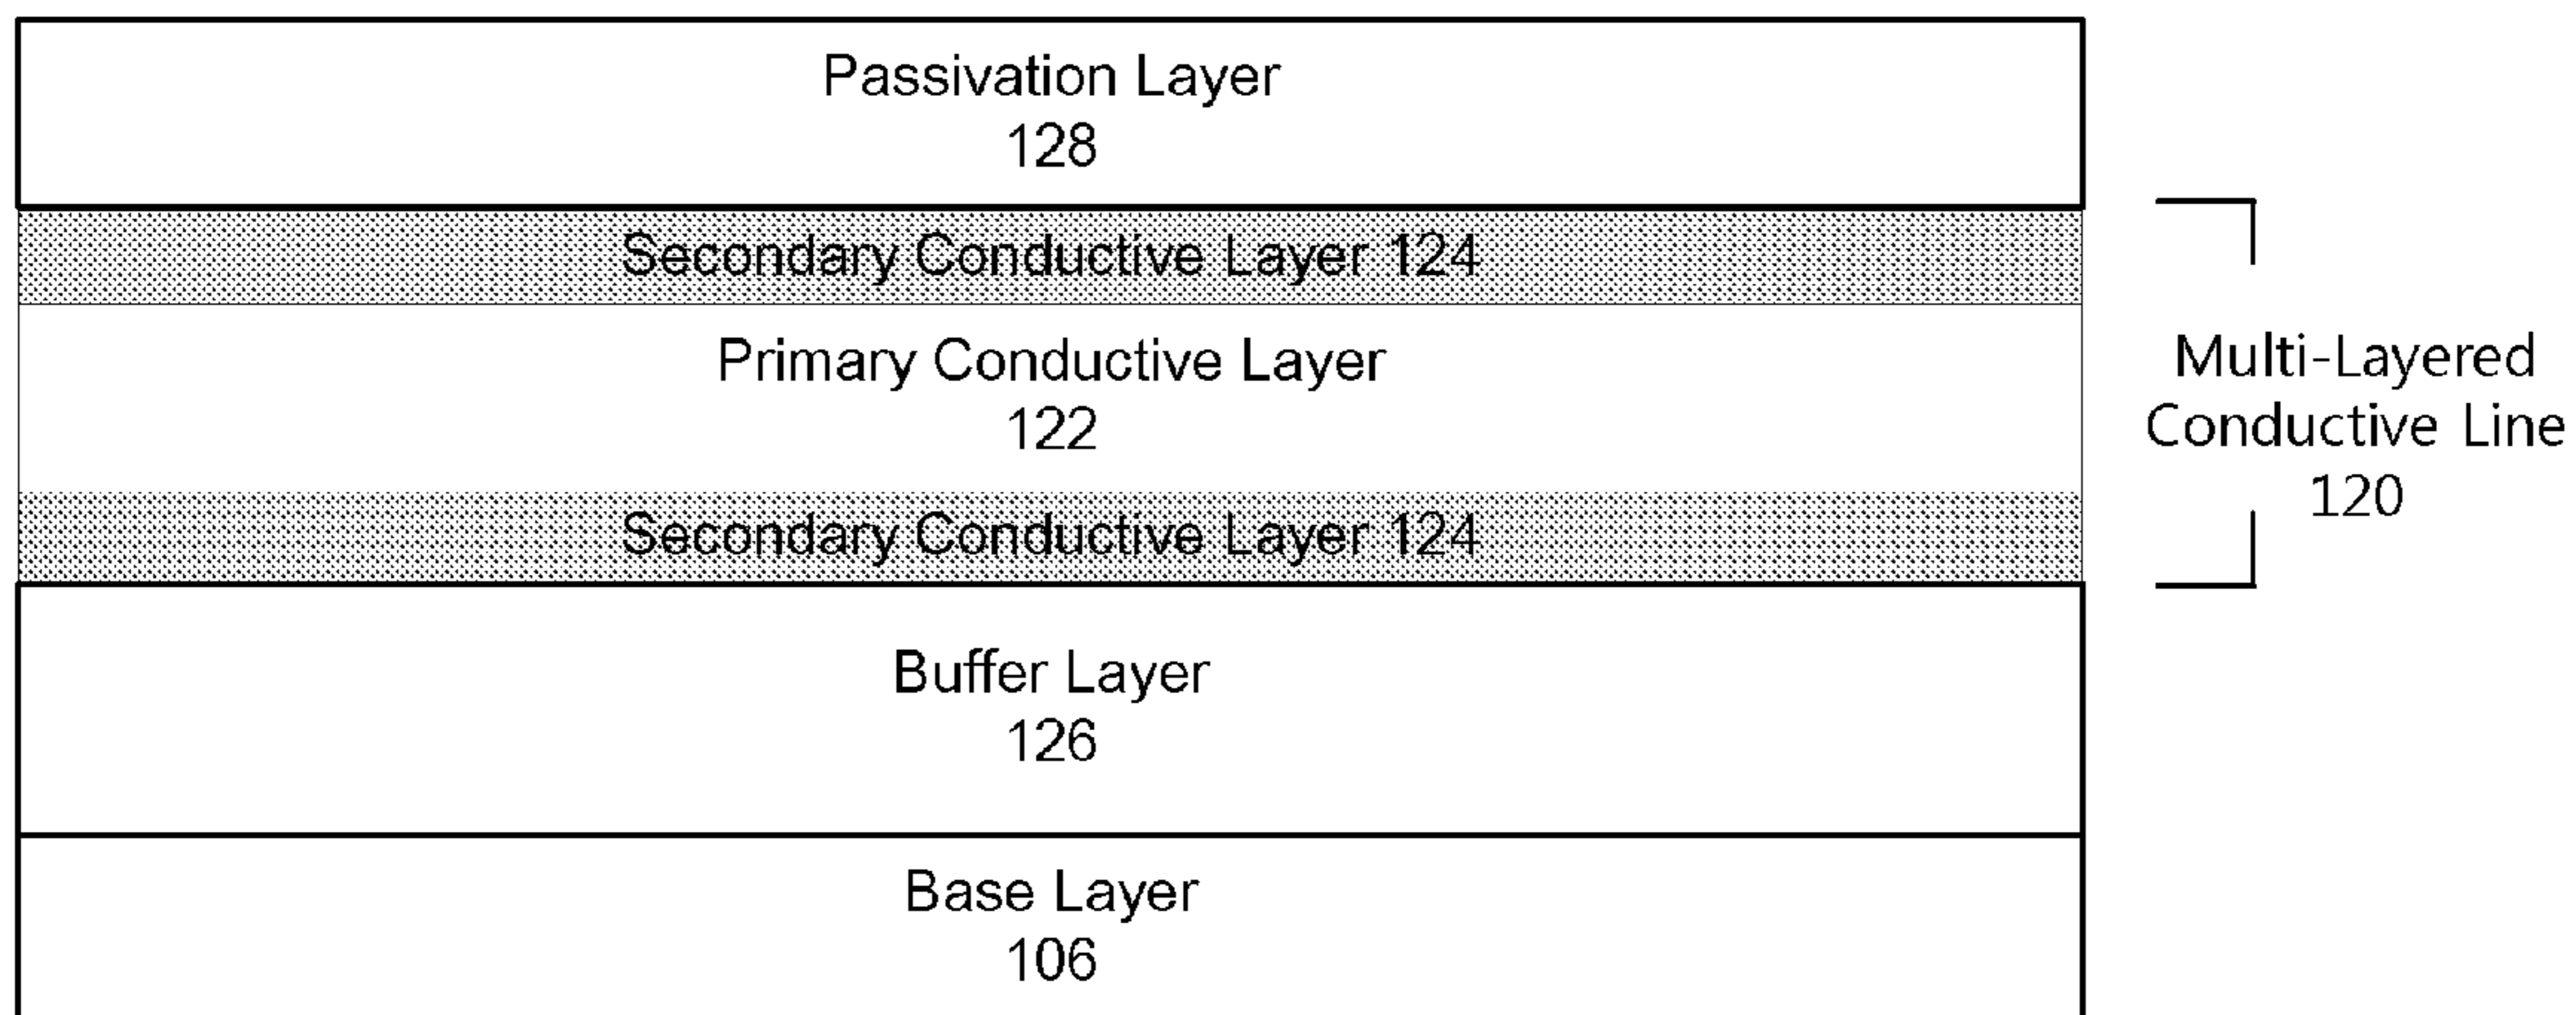 Passivation Layer
128
Secondary Conductive Layer 124
Primary Conductive Layer
122
Secondary Conductive Layer 124
Multi-Layered
Conductive Line
120
Buffer Layer
126
Base Layer
106